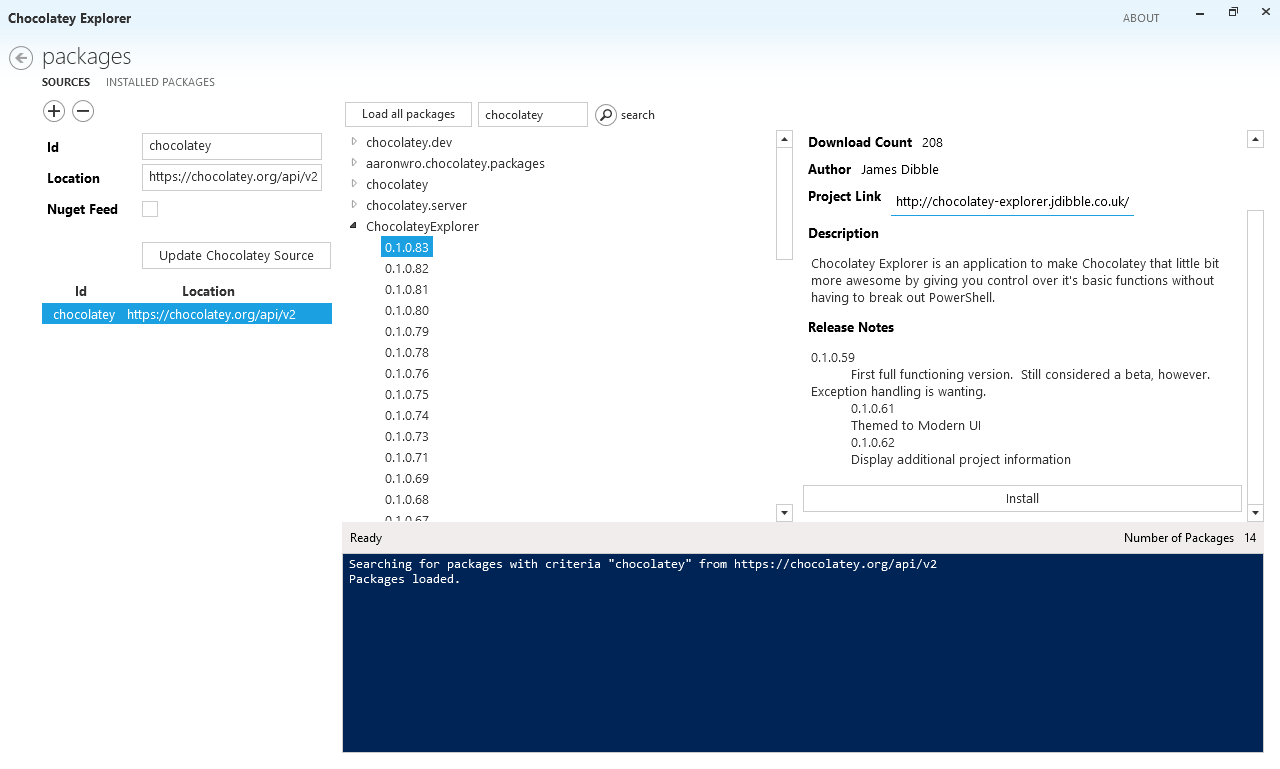 Chocolatey Explorer
ABOUT
packages
SOURCES INSTALLED PACKAGES
Id chocolatey
Location https://chocolatey.org/api/v2
Nuget Feed
Update Chocolatey Source
Id Location
chocolatey https://chocolatey.org/api/v2
Load all packages chocolatey search
chocolatey.dev
aaronwro.chocolatey.packages
chocolatey
chocolatey.server
ChocolateyExplorer
0.1.0.83
0.1.0.82
0.1.0.81
0.1.0.80
0.1.0.79
0.1.0.78
0.1.0.76
0.1.0.75
0.1.0.74
0.1.0.73
0.1.0.71
0.1.0.69
0.1.0.68
0.1.0.67
Download Count 208
Author James Dibble
Project Link http://chocolatey-explorer.jdibble.co.uk/
Description
Chocolatey Explorer is an application to make Chocolatey that little bit
more awesome by giving you control over it's basic functions without
having to break out PowerShell.
Release Notes
0.1.0.59
First full functioning version.  Still considered a beta, however.
Exception handling is wanting.
0.1.0.61
Themed to Modern UI
0.1.0.62
Display additional project information
Install
Ready Number of Packages 14
Searching for packages with criteria "chocolatey" from https://chocolatey.org/api/v2
Packages loaded.